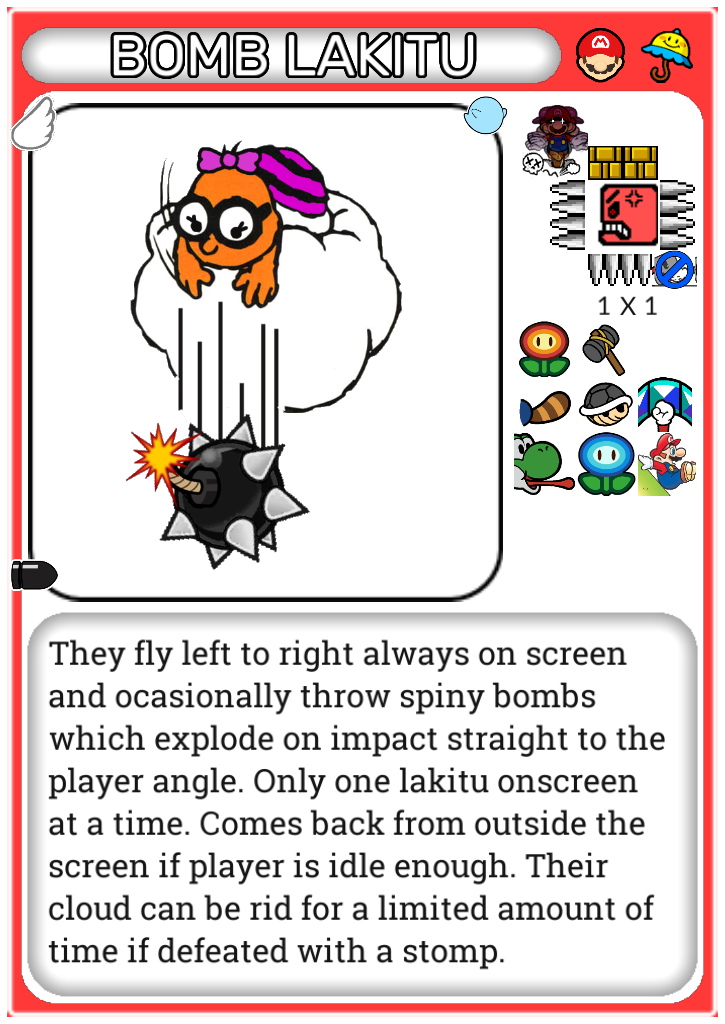 BOMB LAKITU
1 X 1
They fly left to right always on screen
and ocasionally throw spiny bombs
which explode on impact straight to the
player angle. Only one lakitu onscreen
at a time. Comes back from outside the
screen if player is idle enough. Their
cloud can be rid for a limited amount of
time if defeated with a stomp.